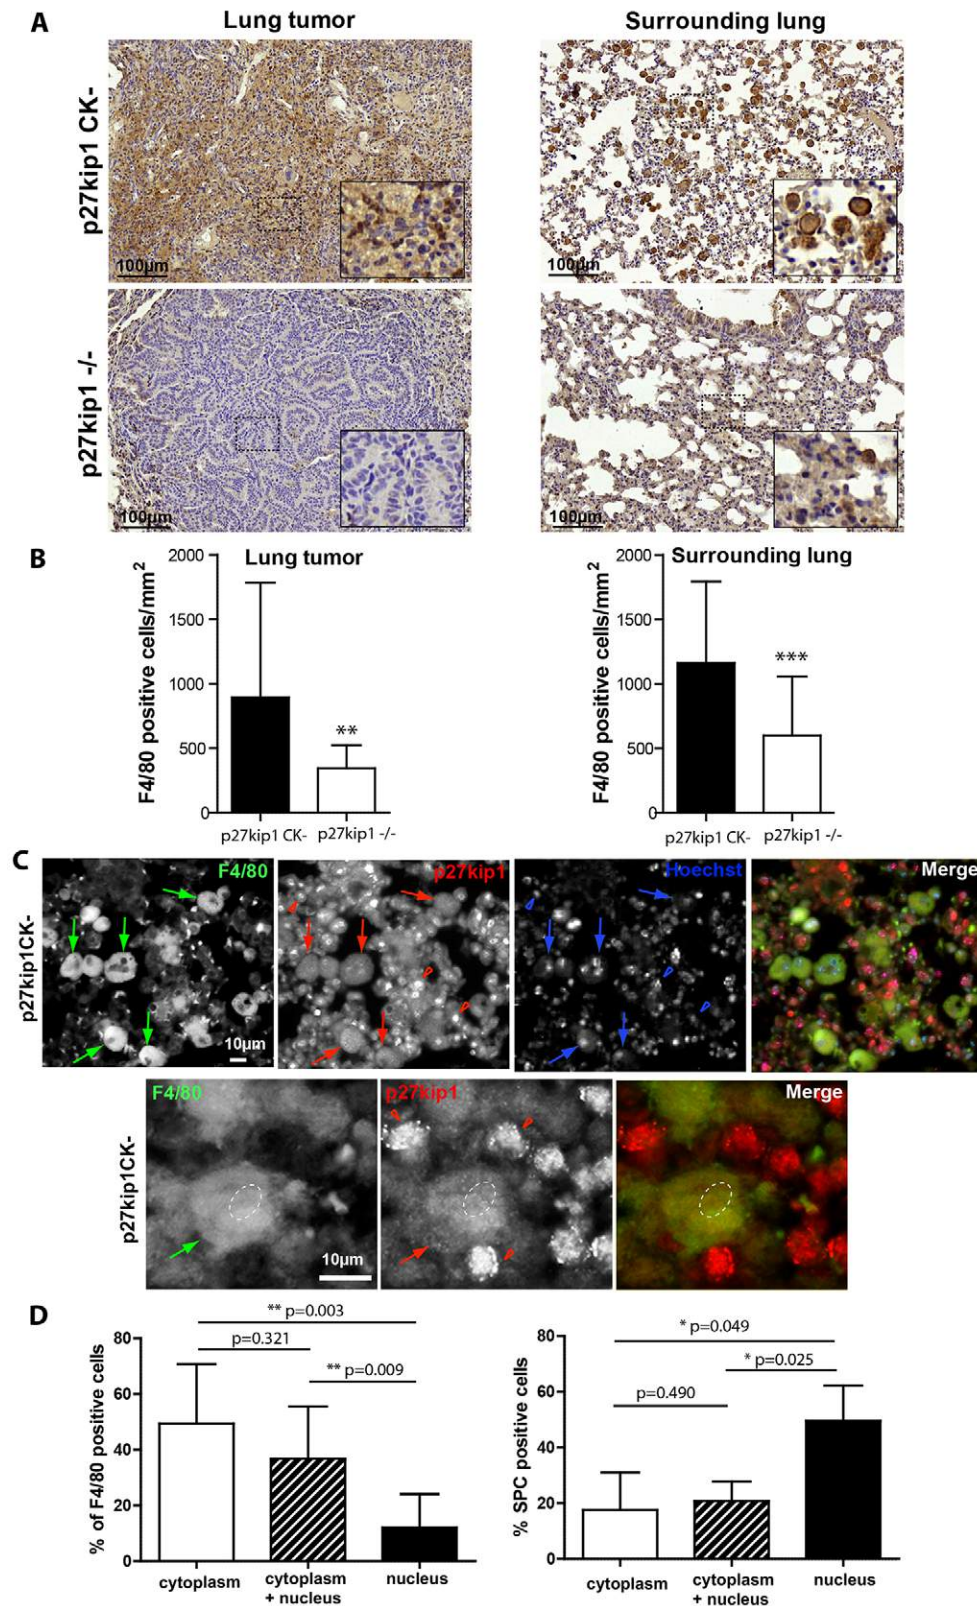 A
Lung tumor
Surrounding lung
p27kip1 CK-
100µm
100µm
p27kip1 -/-
100µm
100µm
B
Lung tumor
F4/80 positive cells/mm²
2000
1500
1000
500
0
**
p27kip1 CK-
p27kip1 -/-
Surrounding lung
F4/80 positive cells/mm²
2000
1500
1000
500
0
***
p27kip1 CK-
p27kip1 -/-
C
p27kip1CK-
F4/80
10µm
p27kip1
Hoechst
Merge
p27kip1CK-
F4/80
10µm
p27kip1
Merge
D
% of F4/80 positive cells
80
60
40
20
0
** p=0.003
p=0.321
** p=0.009
cytoplasm
cytoplasm
+ nucleus
nucleus
% SPC positive cells
80
60
40
20
0
* p=0.049
* p=0.025
p=0.490
cytoplasm
cytoplasm
+ nucleus
nucleus